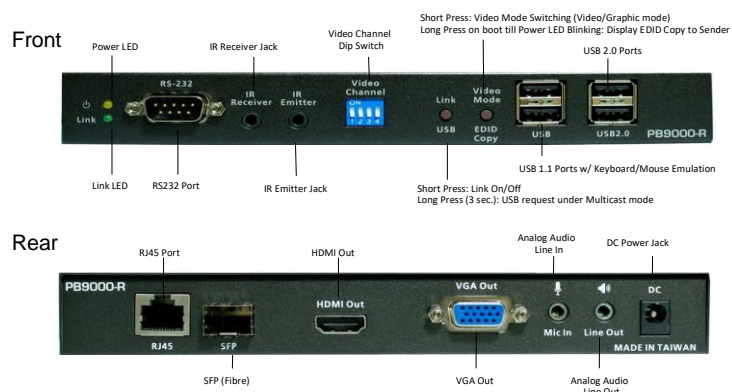 Short Press: Video Mode Switching (Video/Graphic mode)
Long Press on boot till Power LED Blinking: Display EDID Copy to Sender
Front
Power LED
IR Receiver Jack
Video Channel
Dip Switch
USB 2.0 Ports
RS-232
IR
Receiver
IR
Emitter
Video
Channel
ON
1 2 3 4
Link
USB
Video
Mode
EDID
Copy
USB
USB2.0
PB9000-R
Link
Link LED
RS232 Port
IR Emitter Jack
USB 1.1 Ports w/ Keyboard/Mouse Emulation
Short Press: Link On/Off
Long Press (3 sec.): USB request under Multicast mode
Rear
RJ45 Port
HDMI Out
Analog Audio
Line In
DC Power Jack
PB9000-R
RJ45
SFP
HDMI Out
VGA Out
Mic In
Line Out
DC
MADE IN TAIWAN
SFP (Fibre)
VGA Out
Analog Audio
Line Out